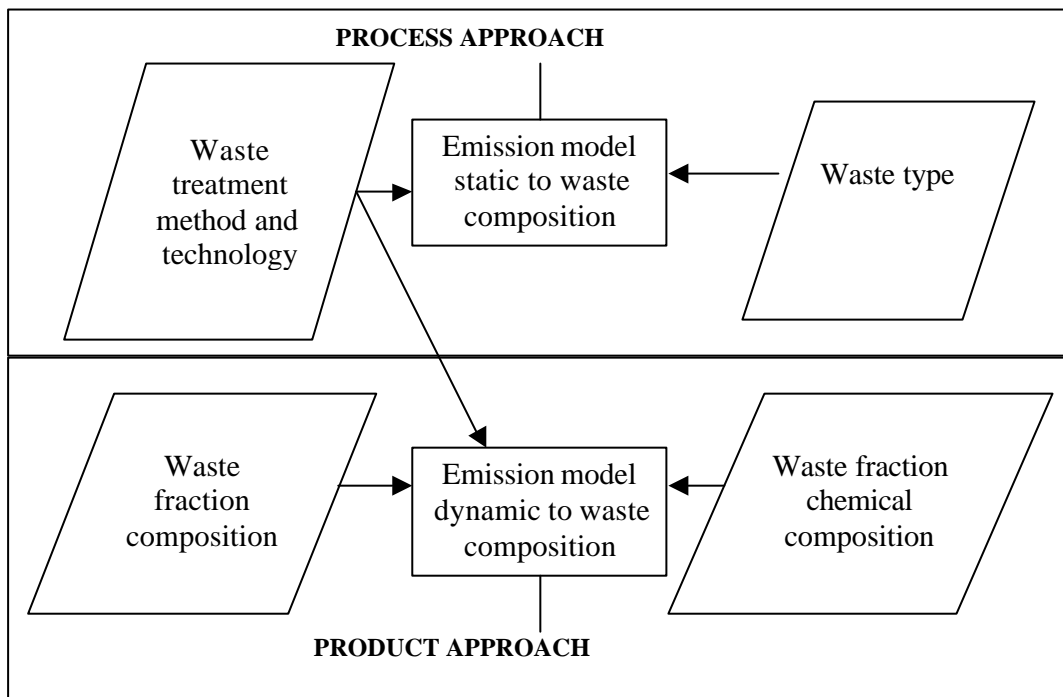 PROCESS APPROACH
Waste
treatment
method and
technology
Emission model
static to waste
composition
Waste type
Waste
fraction
composition
Emission model
dynamic to waste
composition
Waste fraction
chemical
composition
PRODUCT APPROACH